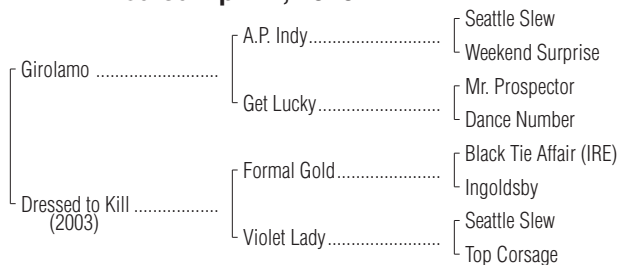 Seattle Slew
A.P. Indy
Weekend Surprise
Girolamo
Mr. Prospector
Get Lucky
Dance Number
Black Tie Affair (IRE)
Formal Gold
Ingoldsby
Dressed to Kill
(2003)
Seattle Slew
Violet Lady
Top Corsage